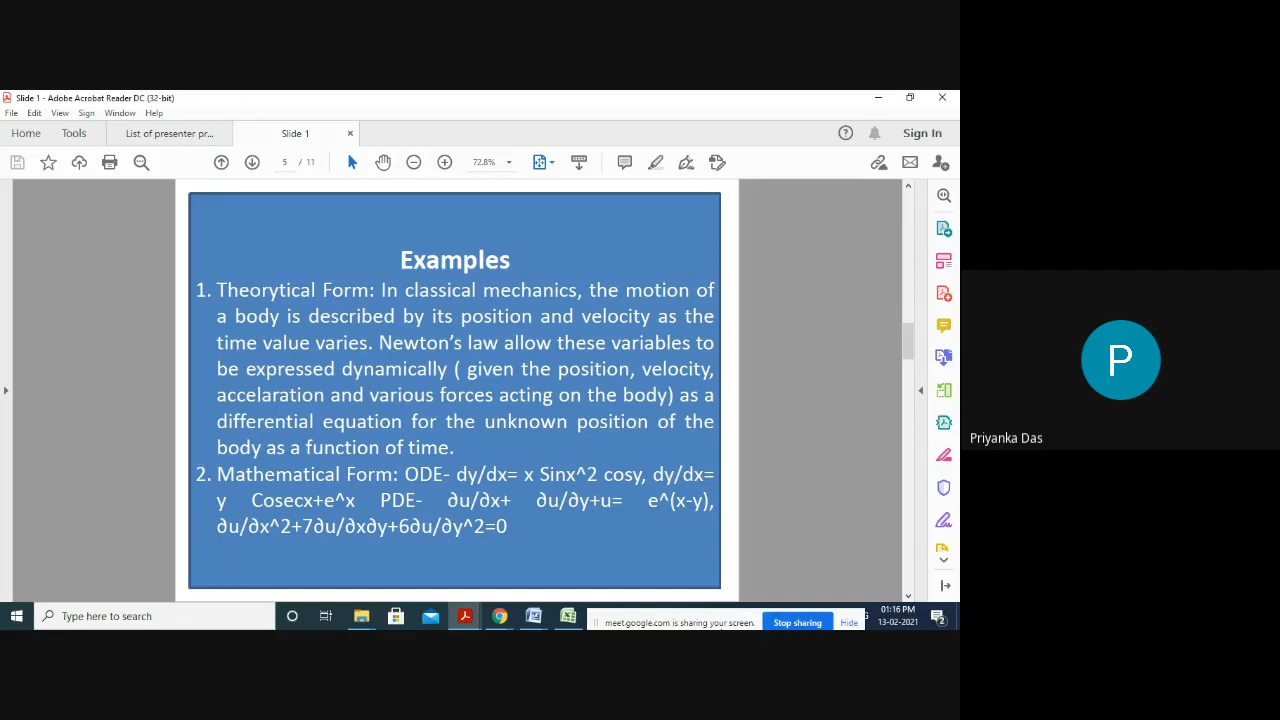 Slide 1 - Adobe Acrobat Reader DC (32-bit)
File Edit View Sign Window Help
Home Tools List of presenter pr... Slide 1 × Sign In
5 / 11 72.8%
Examples
1. Theorytical Form: In classical mechanics, the motion of
a body is described by its position and velocity as the
time value varies. Newton's law allow these variables to
be expressed dynamically ( given the position, velocity,
accelaration and various forces acting on the body) as a
differential equation for the unknown position of the
body as a function of time.
2. Mathematical Form: ODE- dy/dx= x Sinx^2 cosy, dy/dx=
y Cosecx+e^x PDE- ∂u/∂x+ ∂u/∂y+u= e^(x-y),
∂u/∂x^2+7∂u/∂x∂y+6∂u/∂y^2=0
P
Priyanka Das
Type here to search
meet.google.com is sharing your screen.
Stop sharing
Hide
01:16 PM
13-02-2021
2